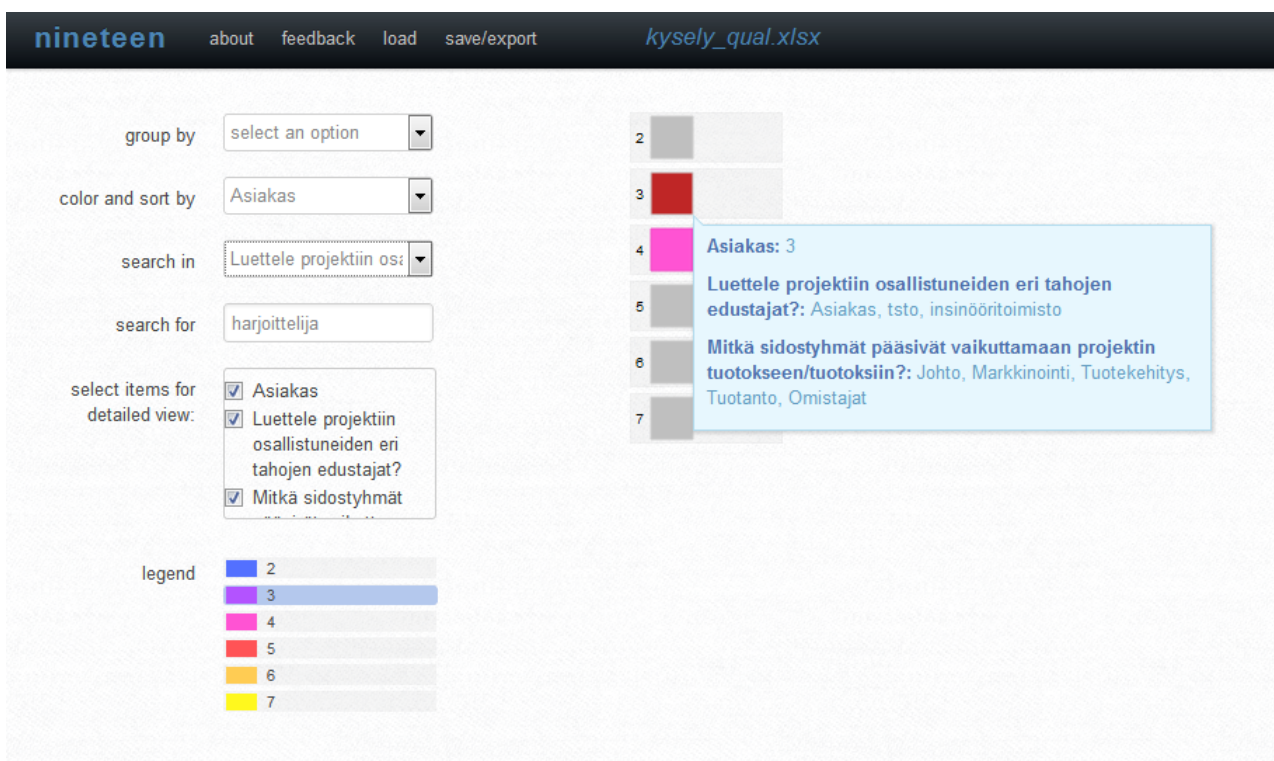 nineteen about feedback load save/export kysely_qual.xlsx
group by select an option
color and sort by Asiakas
search in Luettele projektiin osa
search for harjoittelija
select items for
detailed view:
Asiakas
Luettele projektiin
osallistuneiden eri
tahojen edustajat?
Mitkä sidostyhmät
legend
2
3
4
5
6
7
2
3
4
5
6
7
Asiakas: 3
Luettele projektiin osallistuneiden eri tahojen
edustajat?: Asiakas, tsto, insinööritoimisto
Mitkä sidostyhmät pääsivät vaikuttamaan projektin
tuotokseen/tuotoksiin?: Johto, Markkinointi, Tuotekehitys,
Tuotanto, Omistajat